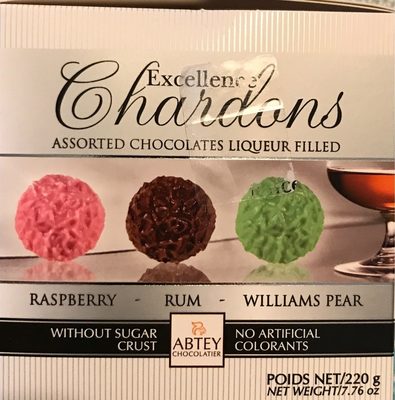 Excellence
Chardons
ASSORTED CHOCOLATES LIQUEUR FILLED
RASPBERRY - RUM - WILLIAMS PEAR
WITHOUT SUGAR CRUST
ABTEY
CHOCOLATIER
NO ARTIFICIAL COLORANTS
POIDS NET/220 g
NET WEIGHT/7.76 oz